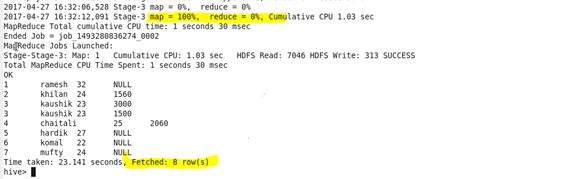 2017-04-27 16:32:06,528 Stage-3 map = 0%, reduce = 0%
2017-04-27 16:32:12,091 Stage-3 map = 100%, reduce = 0%, Cumulative CPU 1.03 sec
MapReduce Total cumulative CPU time: 1 seconds 30 msec
Ended Job = job_1493280836274_0002
MapReduce Jobs Launched:
Stage-Stage-3: Map: 1 Cumulative CPU: 1.03 sec HDFS Read: 7046 HDFS Write: 313 SUCCESS
Total MapReduce CPU Time Spent: 1 seconds 30 msec
OK
1 ramesh 32 NULL
2 khilan 24 1560
3 kaushik 23 3000
3 kaushik 23 1500
4 chaitali 25 2060
5 hardik 27 NULL
6 komal 22 NULL
7 mufty 24 NULL
Time taken: 23.141 seconds, Fetched: 8 row(s)
hive>